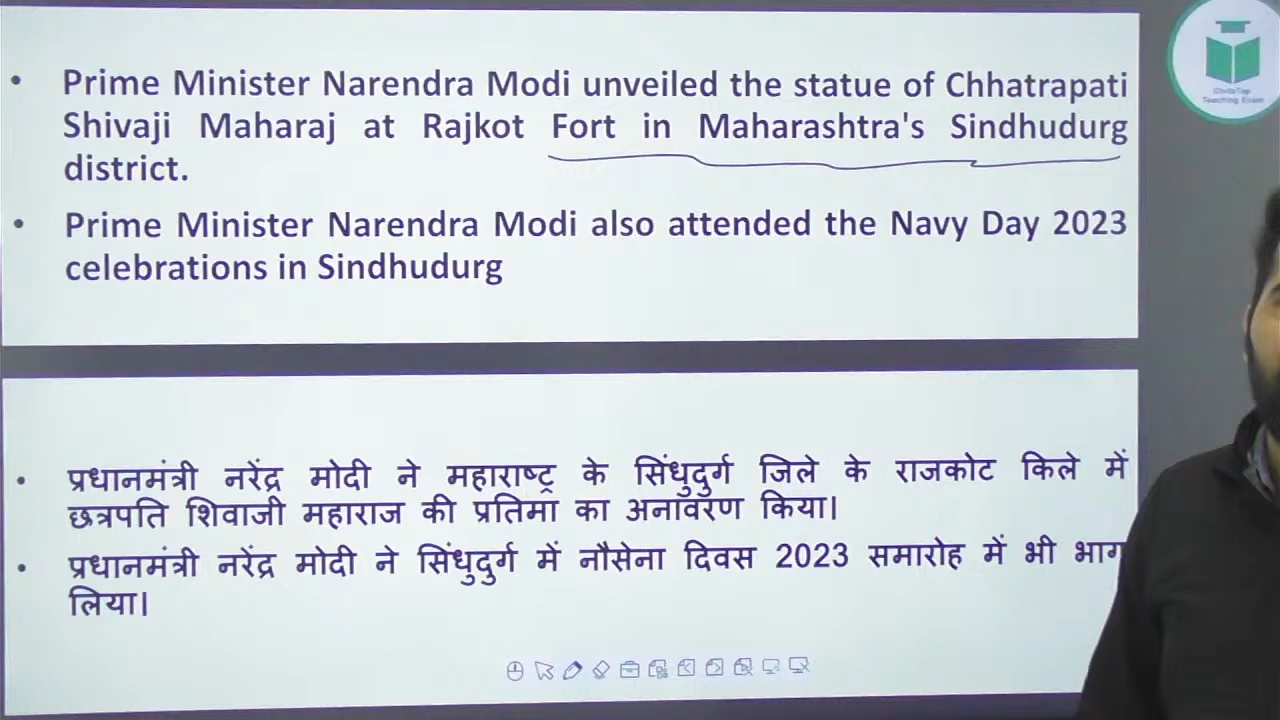 Prime Minister Narendra Modi unveiled the statue of Chhatrapati
Shivaji Maharaj at Rajkot Fort in Maharashtra's Sindhudurg
district.
Prime Minister Narendra Modi also attended the Navy Day 2023
celebrations in Sindhudurg
प्रधानमंत्री नरेंद्र मोदी ने महाराष्ट्र के सिंधुदुर्ग जिले के राजकोट किले में
छत्रपति शिवाजी महाराज की प्रतिमा का अनावरण किया।
प्रधानमंत्री नरेंद्र मोदी ने सिंधुदुर्ग में नौसेना दिवस 2023 समारोह में भी भाग
लिया।
Teaching Exam